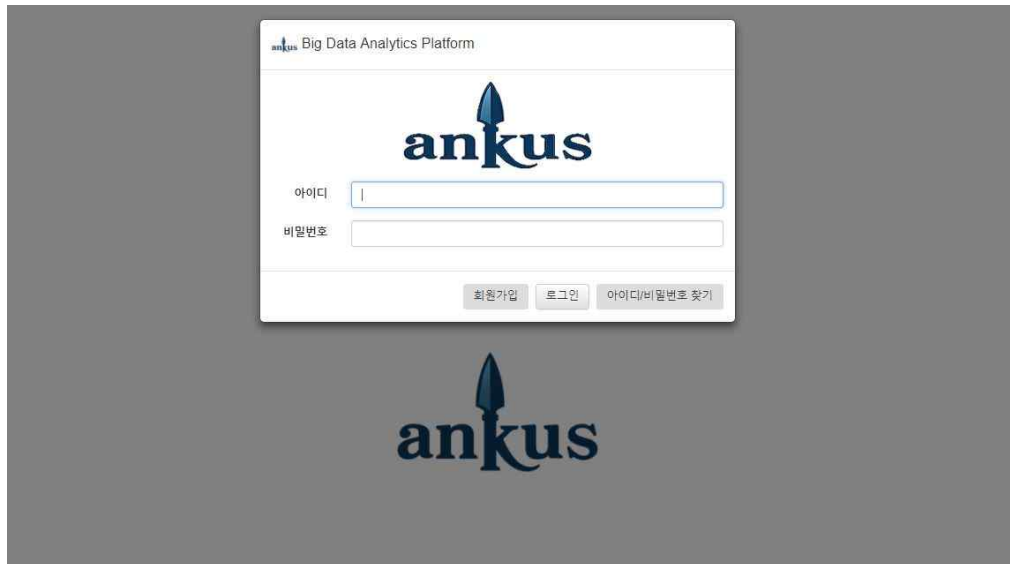 ankus Big Data Analytics Platform
ankus
아이디
비밀번호
회원가입 로그인 아이디/비밀번호 찾기
ankus